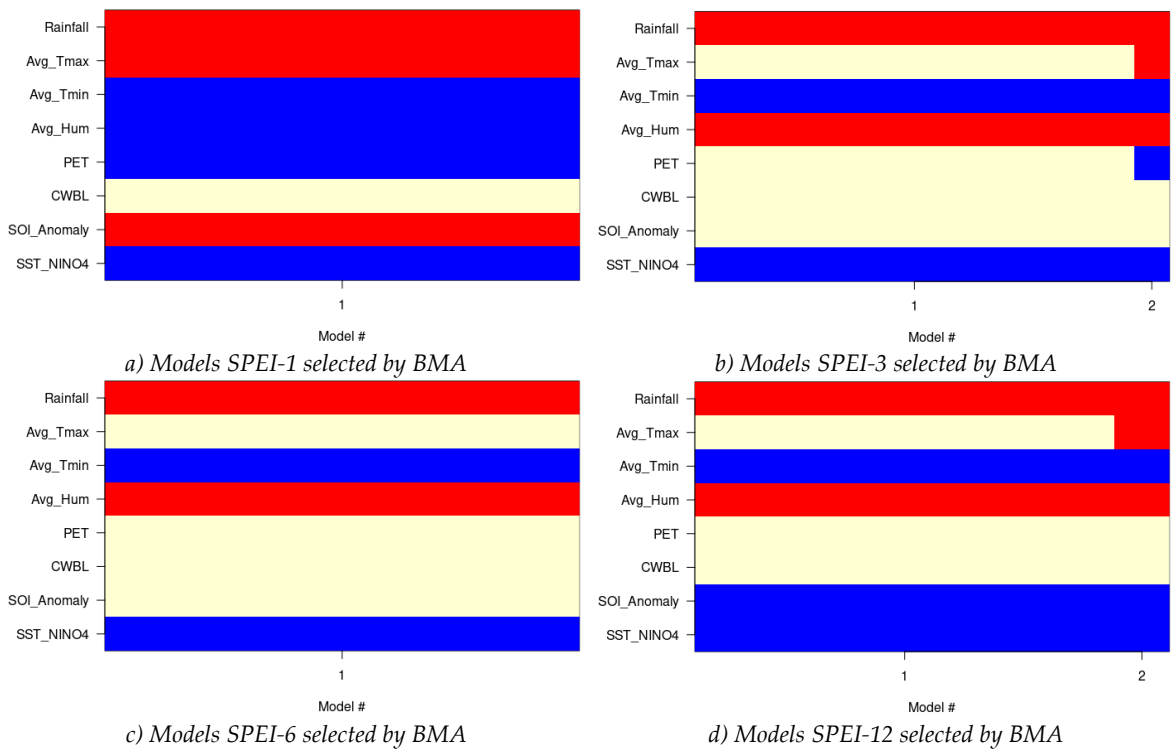 Rainfall
Avg_Tmax
Avg_Tmin
Avg_Hum
PET
CWBL
SOI_Anomaly
SST_NINO4
1
Model #
a) Models SPEI-1 selected by BMA
Rainfall
Avg_Tmax
Avg_Tmin
Avg_Hum
PET
CWBL
SOI_Anomaly
SST_NINO4
1 2
Model #
b) Models SPEI-3 selected by BMA
Rainfall
Avg_Tmax
Avg_Tmin
Avg_Hum
PET
CWBL
SOI_Anomaly
SST_NINO4
1
Model #
c) Models SPEI-6 selected by BMA
Rainfall
Avg_Tmax
Avg_Tmin
Avg_Hum
PET
CWBL
SOI_Anomaly
SST_NINO4
1 2
Model #
d) Models SPEI-12 selected by BMA